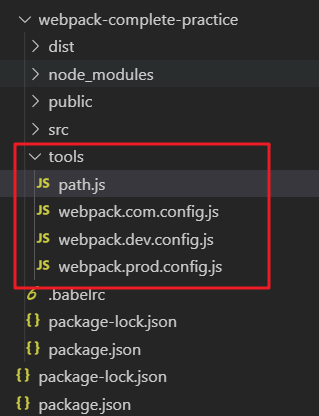 webpack-complete-practice
dist
node_modules
public
src
tools
JS path.js
JS webpack.com.config.js
JS webpack.dev.config.js
JS webpack.prod.config.js
6 .babelrc
{} package-lock.json
{} package.json
{} package-lock.json
{} package.json